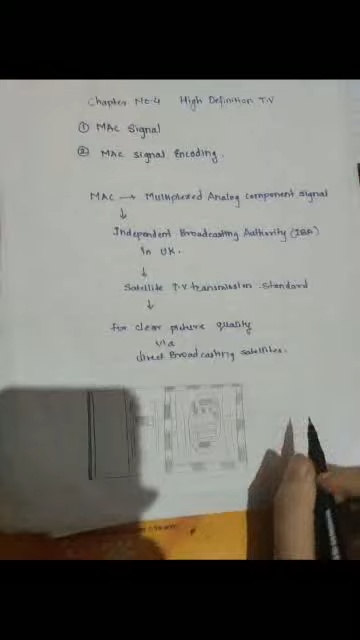 Chapter No-4 High Definition T.V
① MAC Signal
② MAC signal Encoding.
MAC → Multiplexed Analog component signal
↓
Independent Broadcasting Authority (IBA)
in UK.
↓
Satellite T.V transmission Standard
↓
for clear picture quality
via
direct Broadcasting satellites.